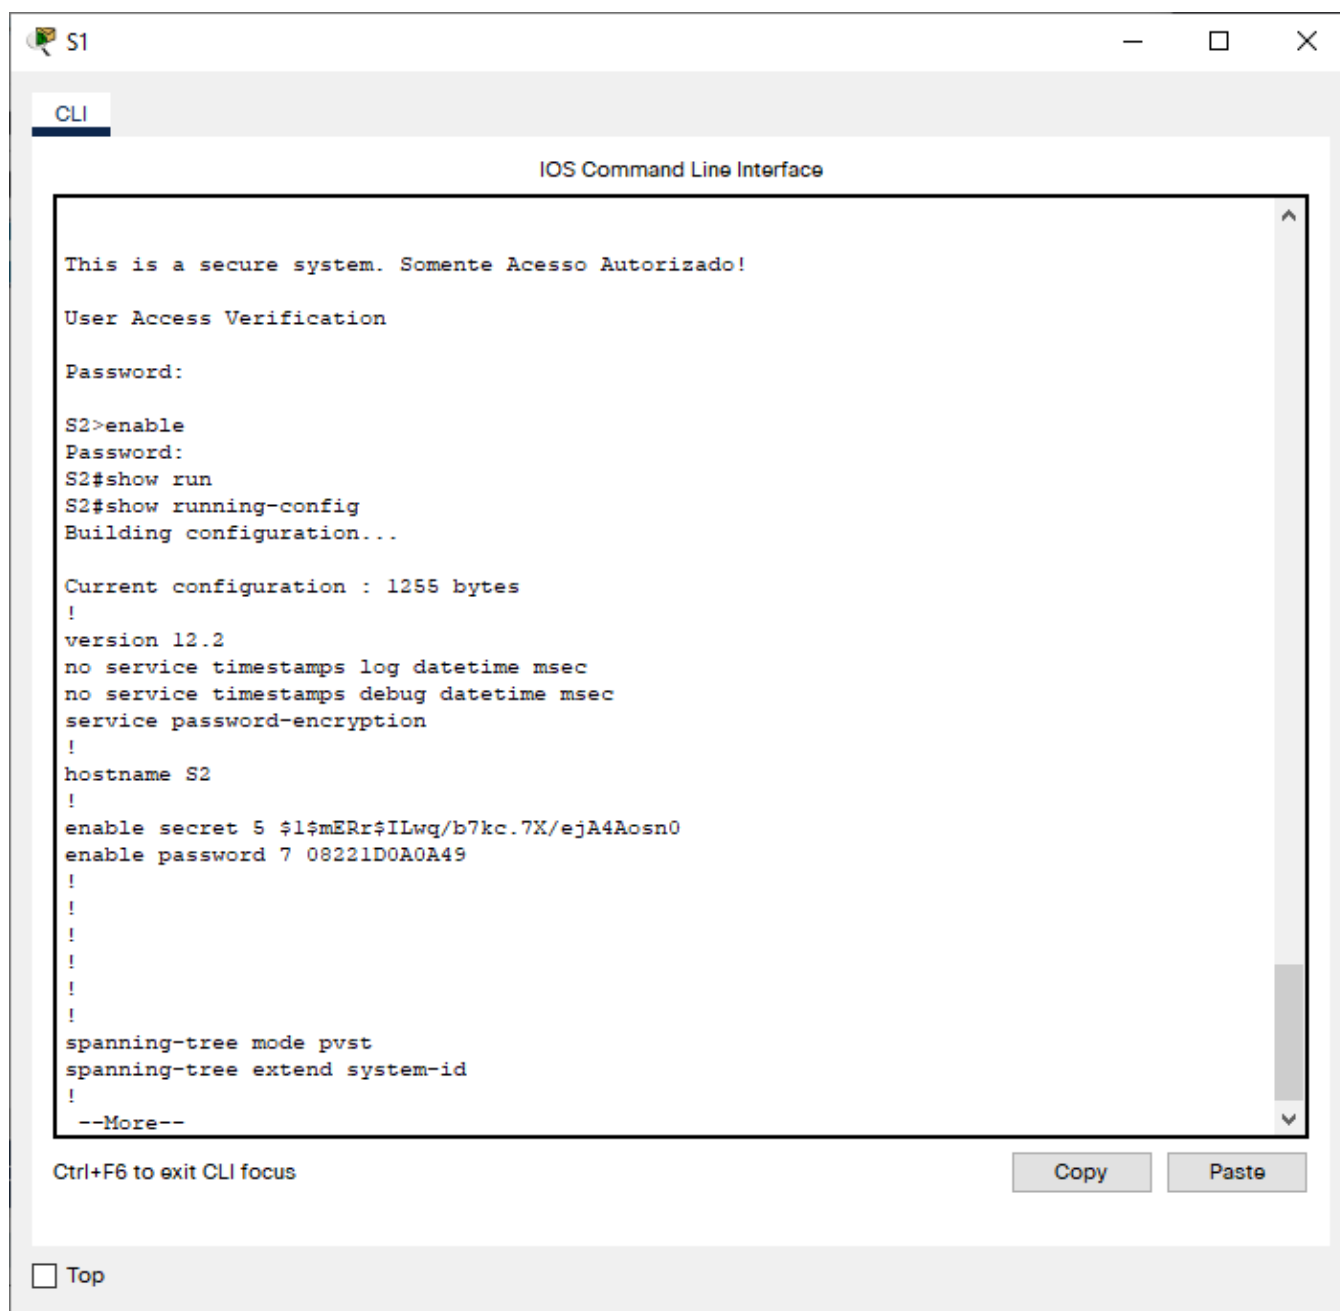 S1
CLI
IOS Command Line Interface
This is a secure system. Somente Acesso Autorizado!
User Access Verification
Password:
S2>enable
Password:
S2#show run
S2#show running-config
Building configuration...
Current configuration : 1255 bytes
!
version 12.2
no service timestamps log datetime msec
no service timestamps debug datetime msec
service password-encryption
!
hostname S2
!
enable secret 5 $1$mERr$ILwq/b7kc.7X/ejA4Aosn0
enable password 7 08221D0A0A49
!
!
!
!
!
!
spanning-tree mode pvst
spanning-tree extend system-id
!
--More--
Ctrl+F6 to exit CLI focus
Copy
Paste
Top